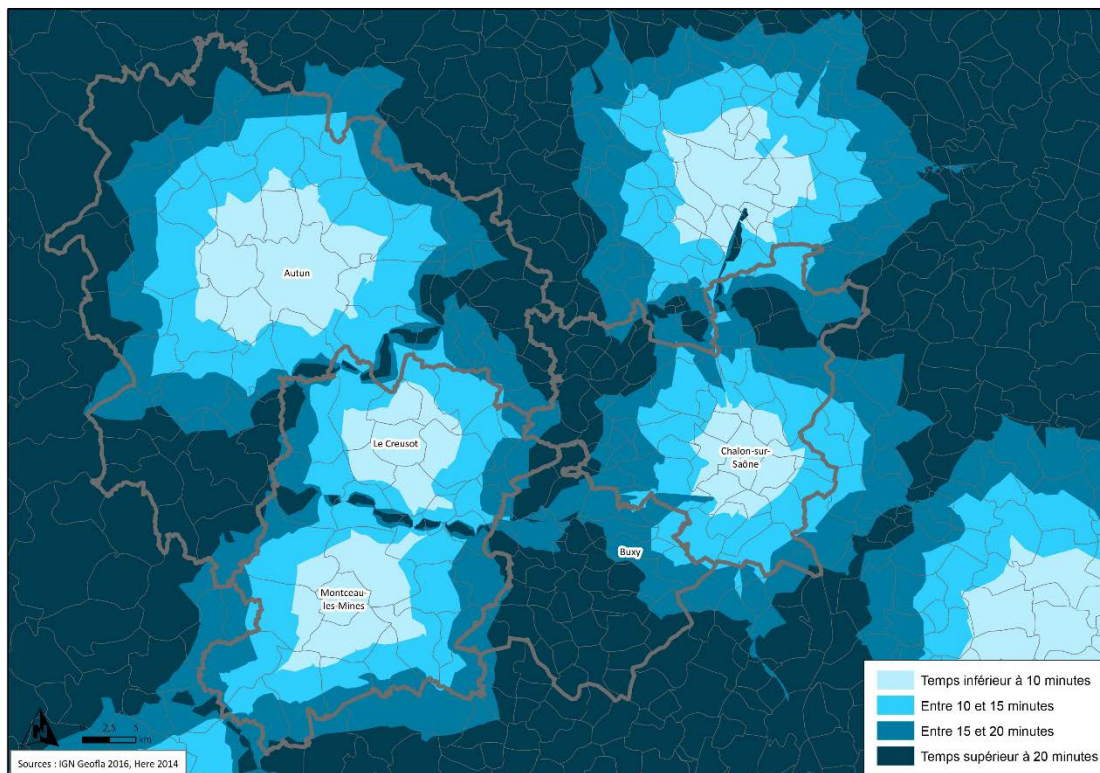 Autun
Le Creusot
Chalon-sur-
Saône
Buxy
Montceau-
les-Mines
Temps inférieur à 10 minutes
Entre 10 et 15 minutes
Entre 15 et 20 minutes
Temps supérieur à 20 minutes
0 2,5 5
km
Sources : IGN Geofla 2016, Here 2014